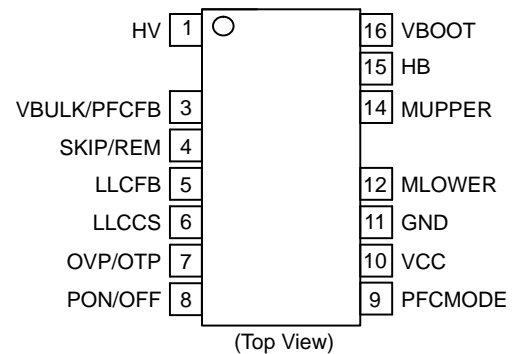 HV 1 16 VBOOT
15 HB
VBULK/PFCFB 3 14 MUPPER
SKIP/REM 4
LLCFB 5 12 MLOWER
LLCCS 6 11 GND
OVP/OTP 7 10 VCC
PON/OFF 8 9 PFCMODE
(Top View)